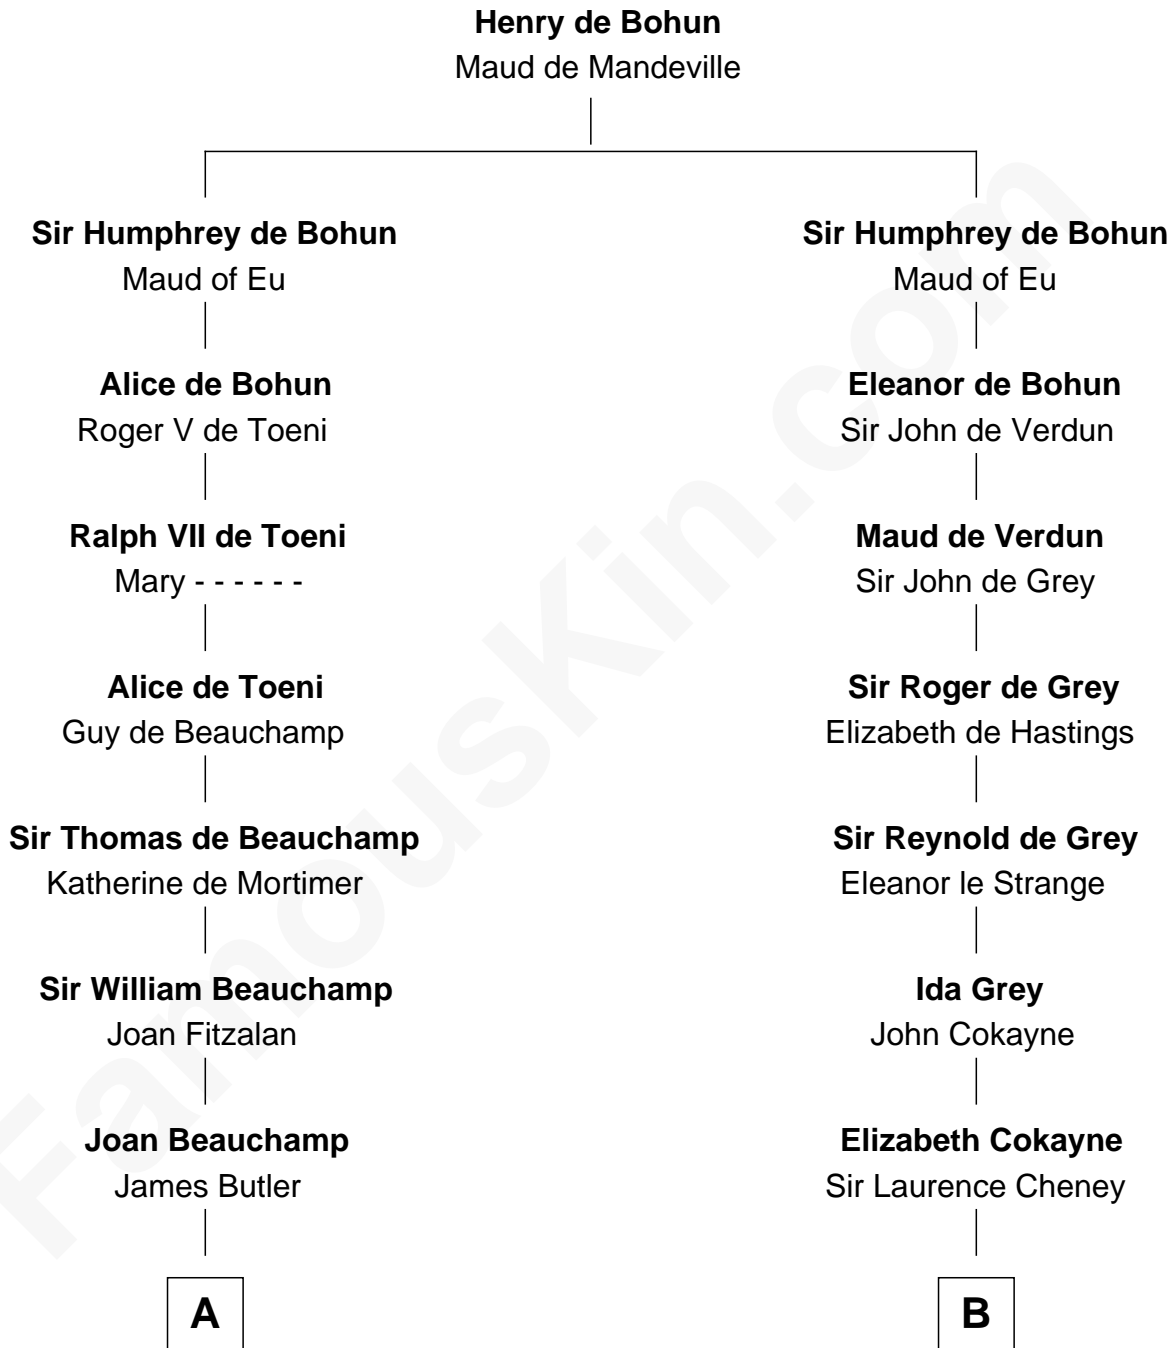 Henry de Bohun
Maud de Mandeville
Sir Humphrey de Bohun
Maud of Eu
Sir Humphrey de Bohun
Maud of Eu
Alice de Bohun
Roger V de Toeni
Eleanor de Bohun
Sir John de Verdun
Ralph VII de Toeni
Mary - - - - - -
Maud de Verdun
Sir John de Grey
Alice de Toeni
Guy de Beauchamp
Sir Roger de Grey
Elizabeth de Hastings
Sir Thomas de Beauchamp
Katherine de Mortimer
Sir Reynold de Grey
Eleanor le Strange
Sir William Beauchamp
Joan Fitzalan
Ida Grey
John Cokayne
Joan Beauchamp
James Butler
Elizabeth Cokayne
Sir Laurence Cheney
A
B
FamousKin.com